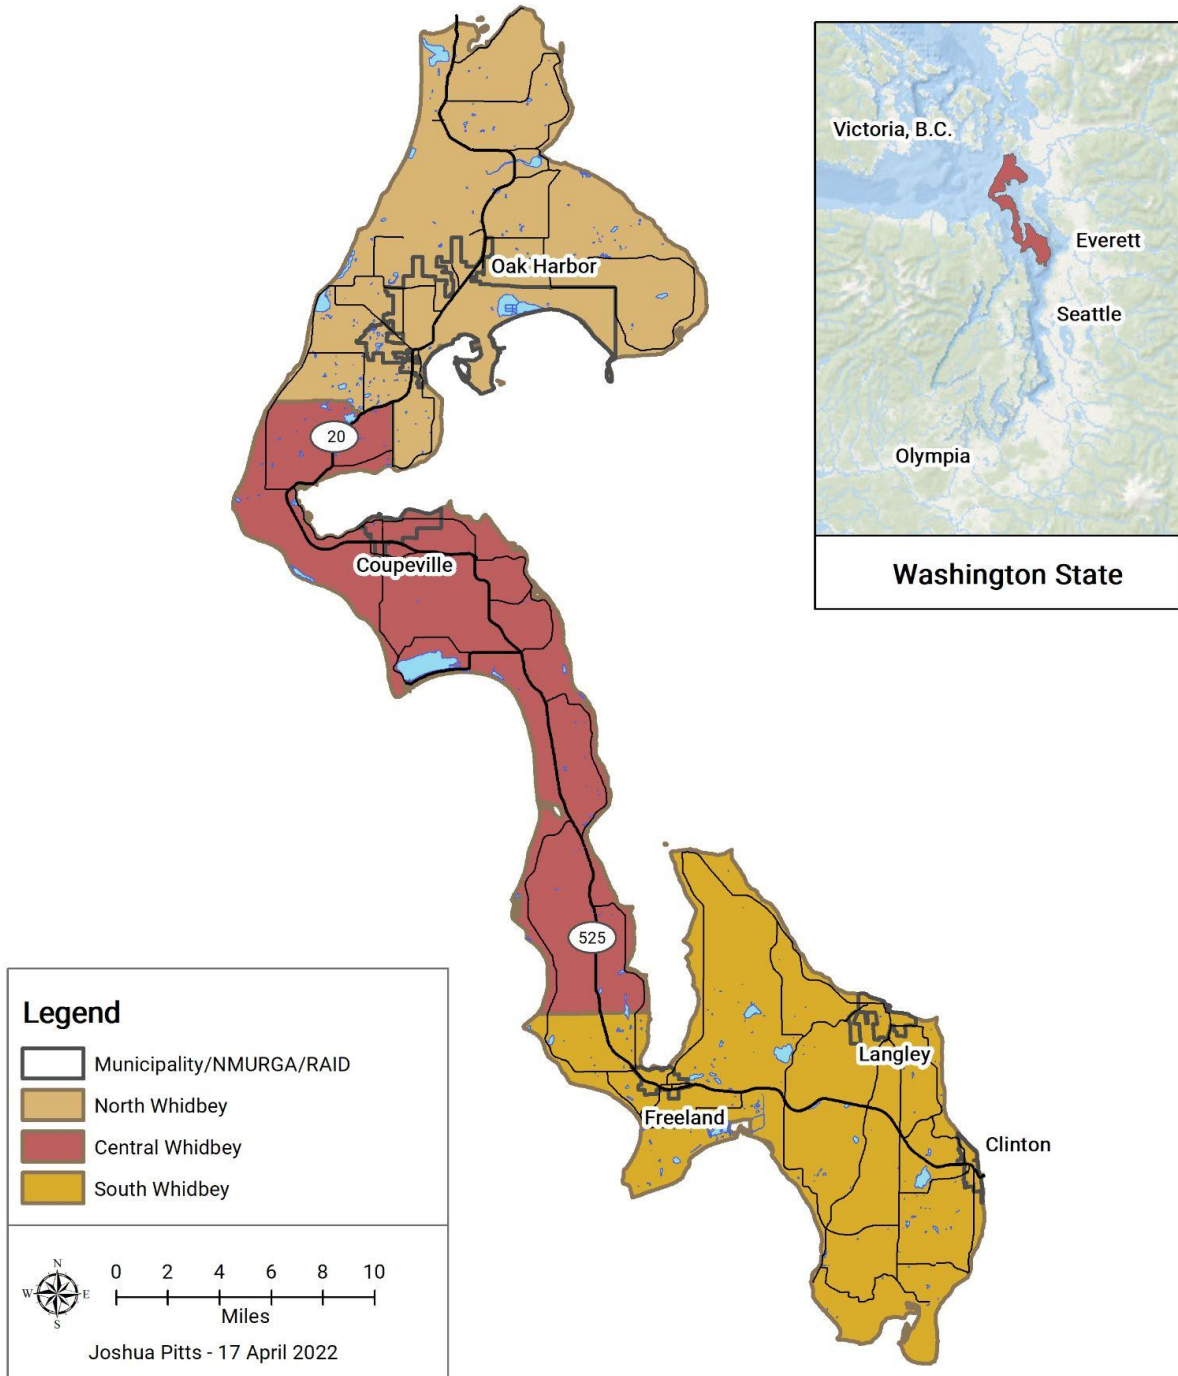 Victoria, B.C.
Everett
Seattle
Olympia
Washington State
Oak Harbor
20
Coupeville
525
Langley
Freeland
Clinton
Legend
Municipality/NMURGA/RAID
North Whidbey
Central Whidbey
South Whidbey
N
W E
S
0 2 4 6 8 10
Miles
Joshua Pitts - 17 April 2022